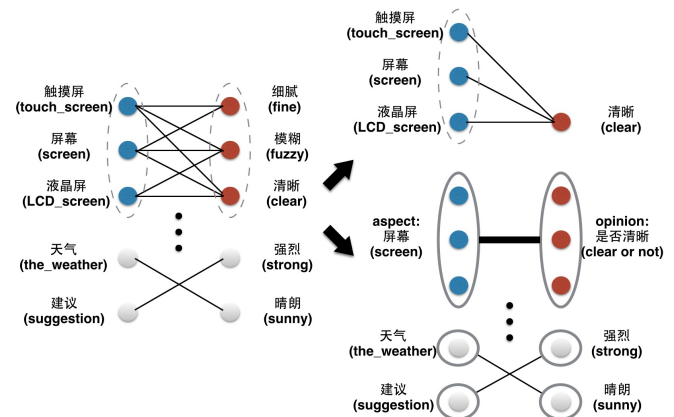 触摸屏
(touch_screen)
屏幕
(screen)
液晶屏
(LCD_screen)
天气
(the_weather)
建议
(suggestion)
细腻
(fine)
模糊
(fuzzy)
清晰
(clear)
强烈
(strong)
晴朗
(sunny)
触摸屏
(touch_screen)
屏幕
(screen)
液晶屏
(LCD_screen)
清晰
(clear)
aspect:
屏幕
(screen)
opinion:
是否清晰
(clear or not)
天气
(the_weather)
建议
(suggestion)
强烈
(strong)
晴朗
(sunny)